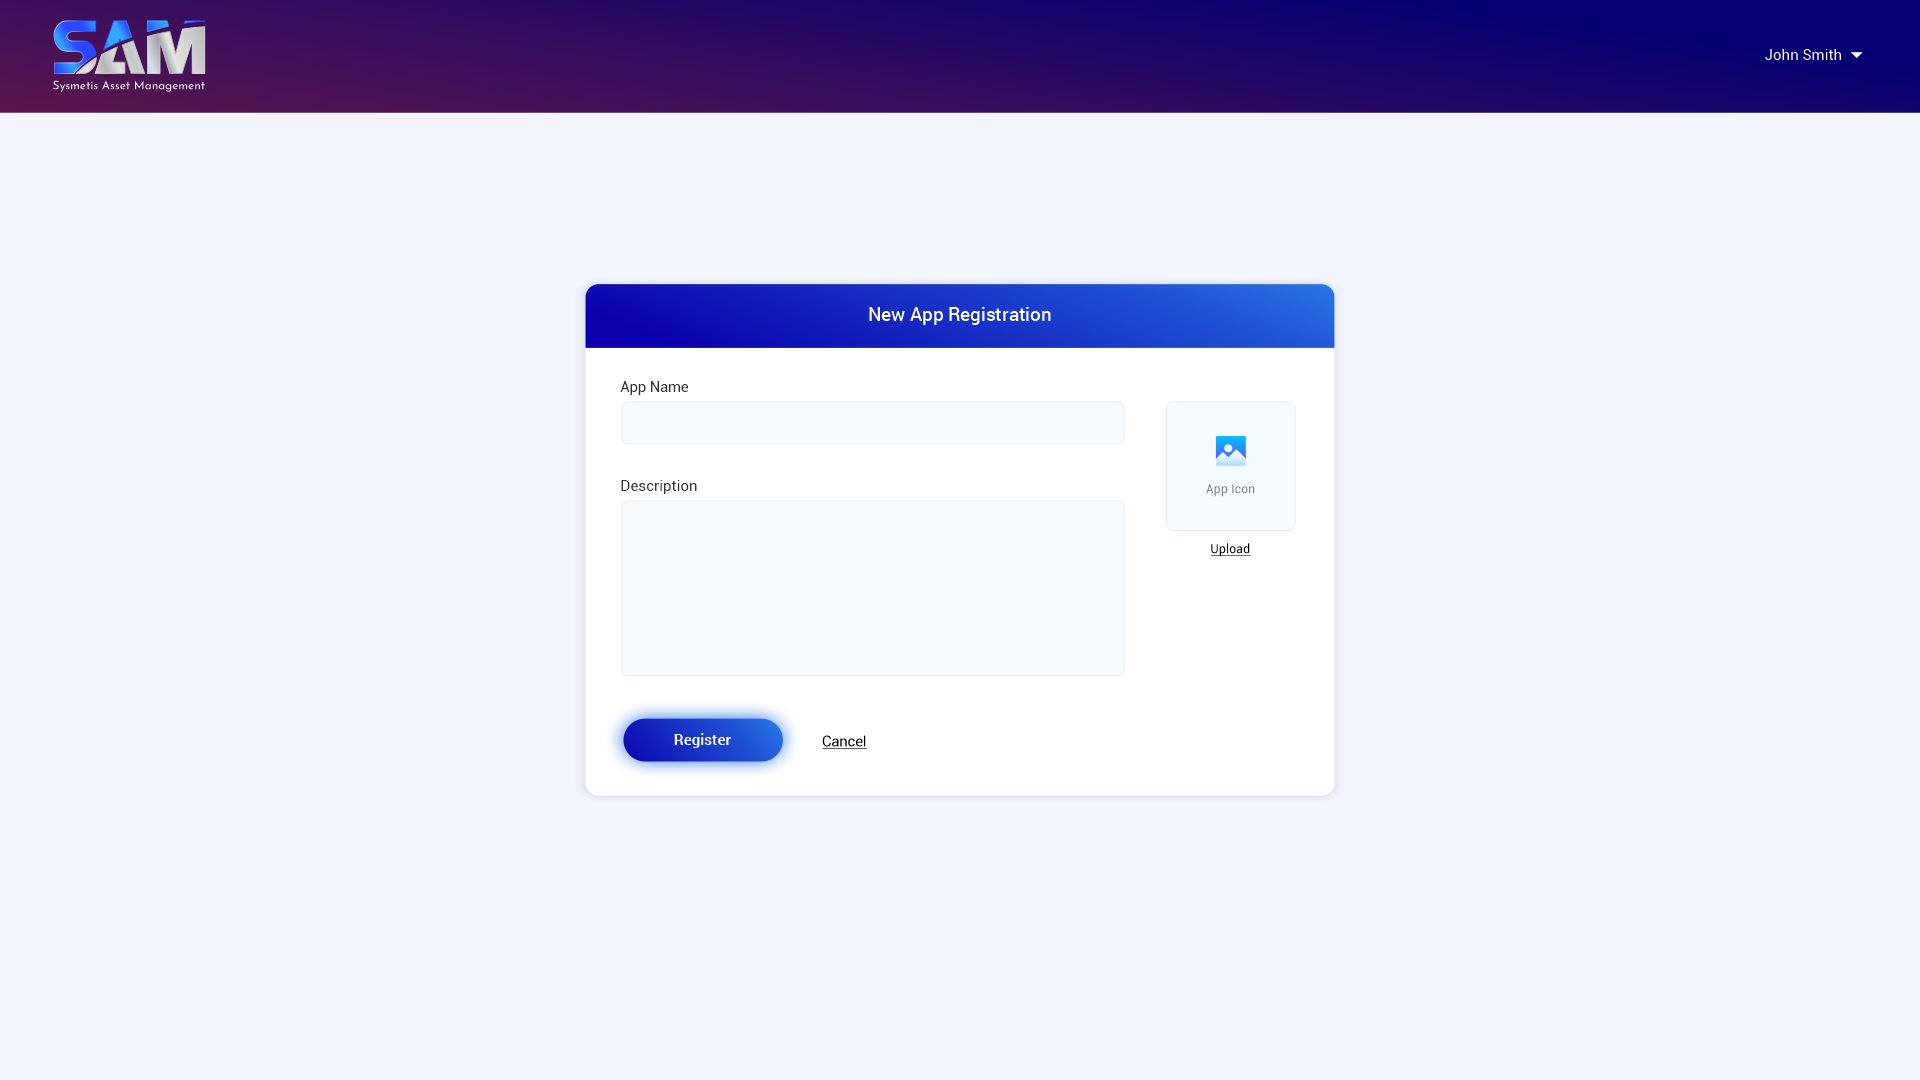 SAM
Sysmetis Asset Management
John Smith
New App Registration
App Name
App Icon
Upload
Description
Register
Cancel